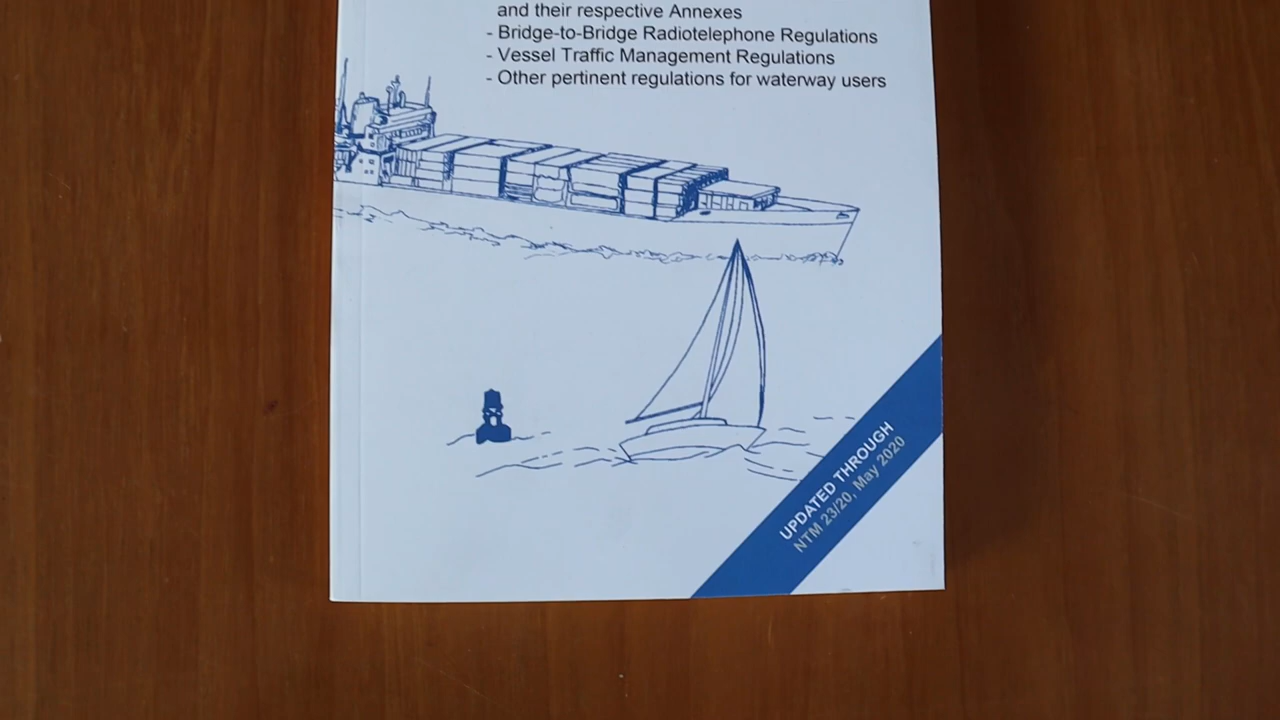 and their respective Annexes
- Bridge-to-Bridge Radiotelephone Regulations
- Vessel Traffic Management Regulations
- Other pertinent regulations for waterway users
UPDATED THROUGH
NTM 23/20, May 2020